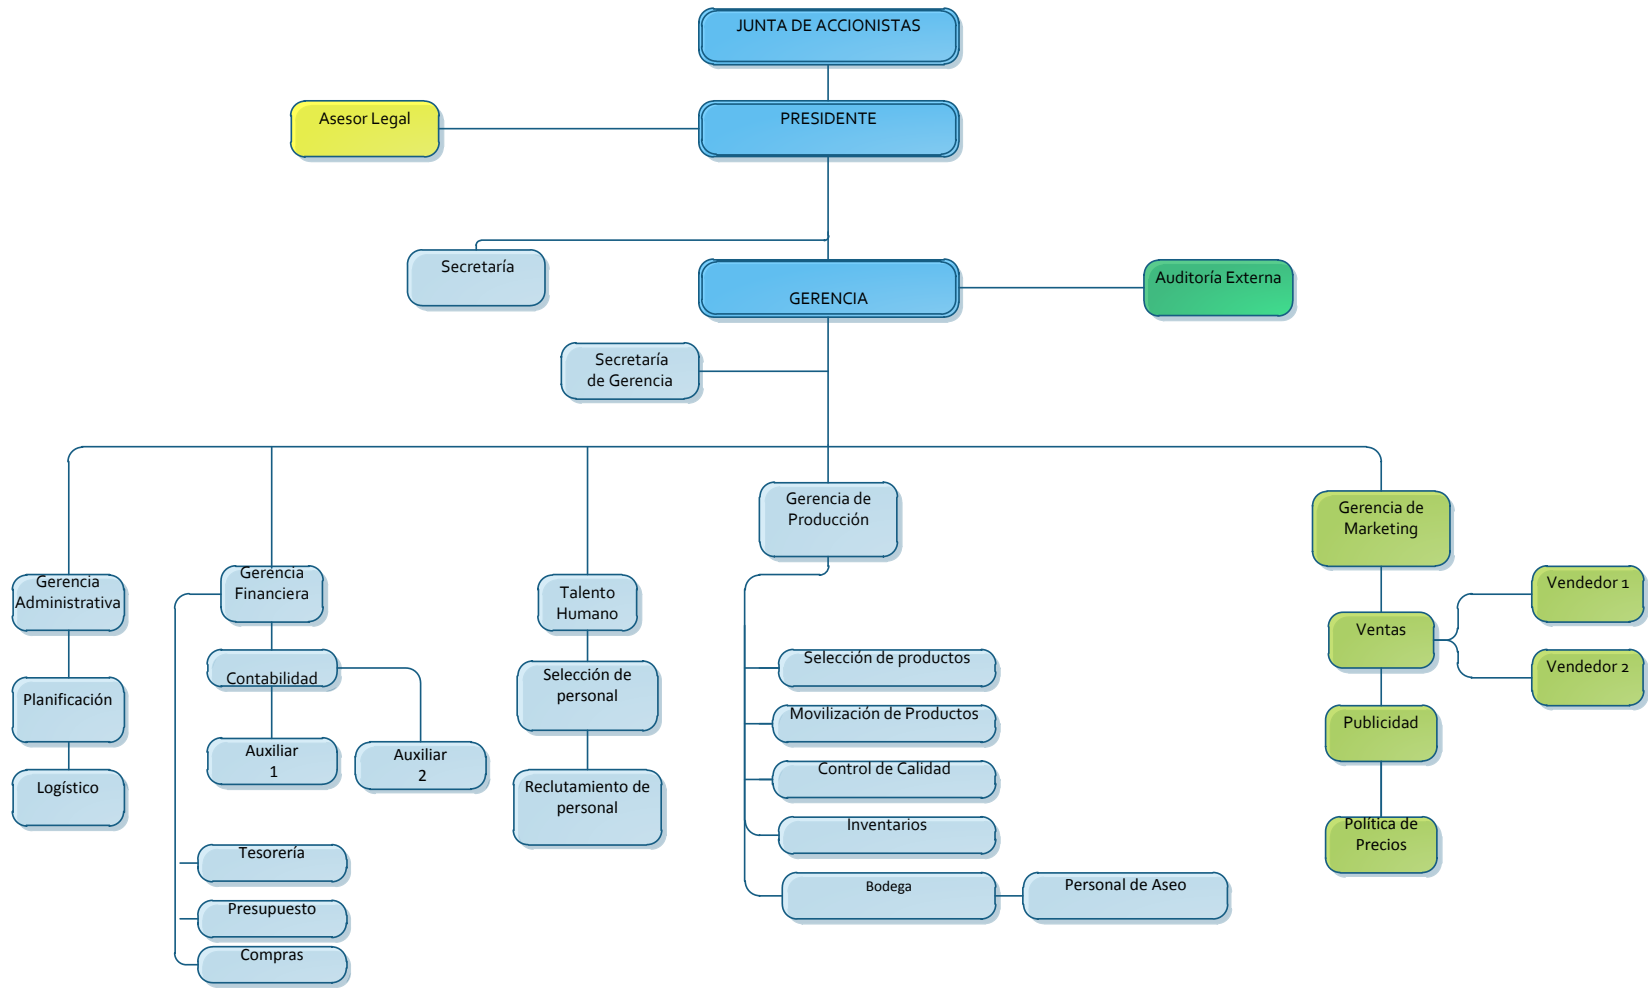 JUNTA DE ACCIONISTAS
Asesor Legal
PRESIDENTE
Secretaría
GERENCIA
Auditoría Externa
Secretaría
de Gerencia
Gerencia de
Producción
Gerencia de
Marketing
Gerencia
Administrativa
Gerencia
Financiera
Talento
Humano
Vendedor 1
Ventas
Vendedor 2
Planificación
Contabilidad
Selección de
personal
Selección de productos
Movilización de Productos
Publicidad
Logístico
Auxiliar
1
Auxiliar
2
Reclutamiento de
personal
Control de Calidad
Inventarios
Política de
Precios
Tesorería
Bodega
Personal de Aseo
Presupuesto
Compras